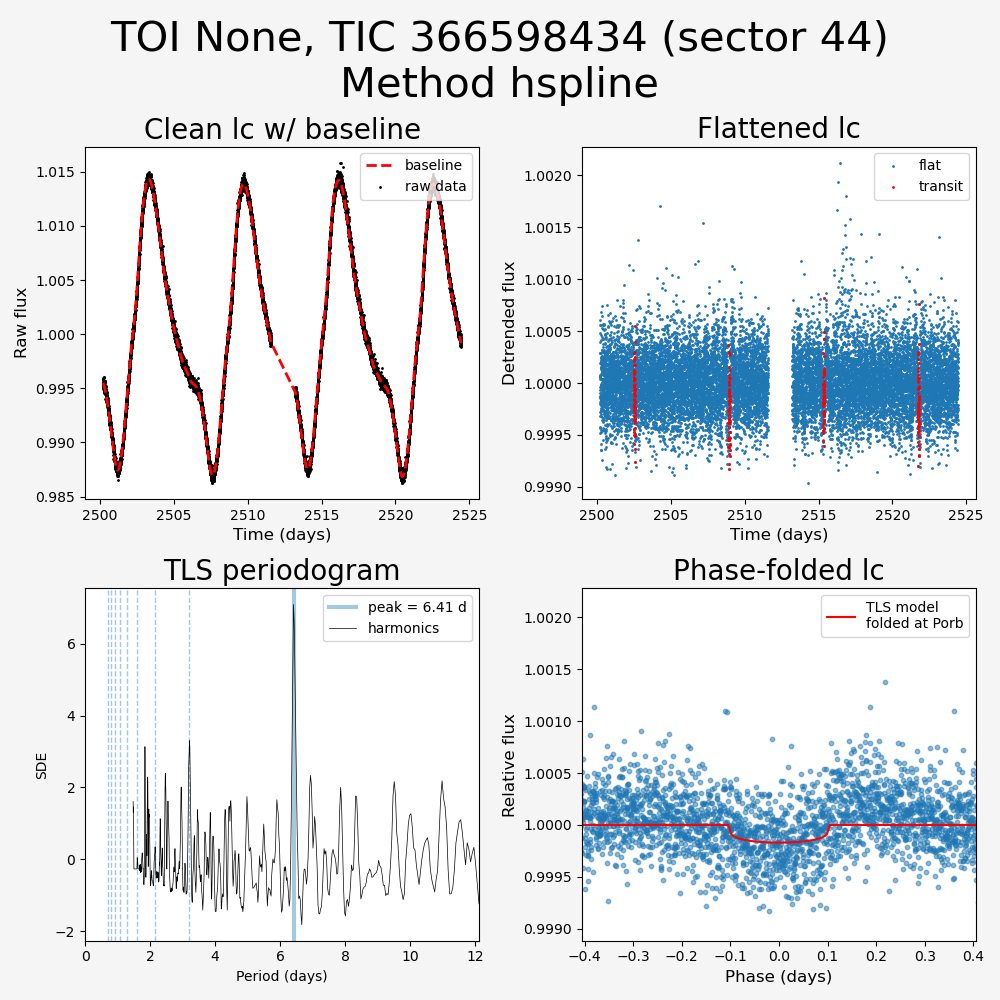 TOI None, TIC 366598434 (sector 44)
Method hspline
Clean lc w/ baseline
Flattened lc
baseline
raw data
flat
transit
1.015
1.010
1.005
1.000
0.995
0.990
0.985
Raw flux
2500
2505
2510
2515
2520
2525
Time (days)
1.0020
1.0015
1.0010
1.0005
1.0000
0.9995
0.9990
Detrended flux
2500
2505
2510
2515
2520
2525
Time (days)
TLS periodogram
Phase-folded lc
peak = 6.41 d
harmonics
TLS model
folded at Porb
6
4
2
0
−2
SDE
0
2
4
6
8
10
12
Period (days)
1.0020
1.0015
1.0010
1.0005
1.0000
0.9995
0.9990
Relative flux
−0.4
−0.3
−0.2
−0.1
0.0
0.1
0.2
0.3
0.4
Phase (days)